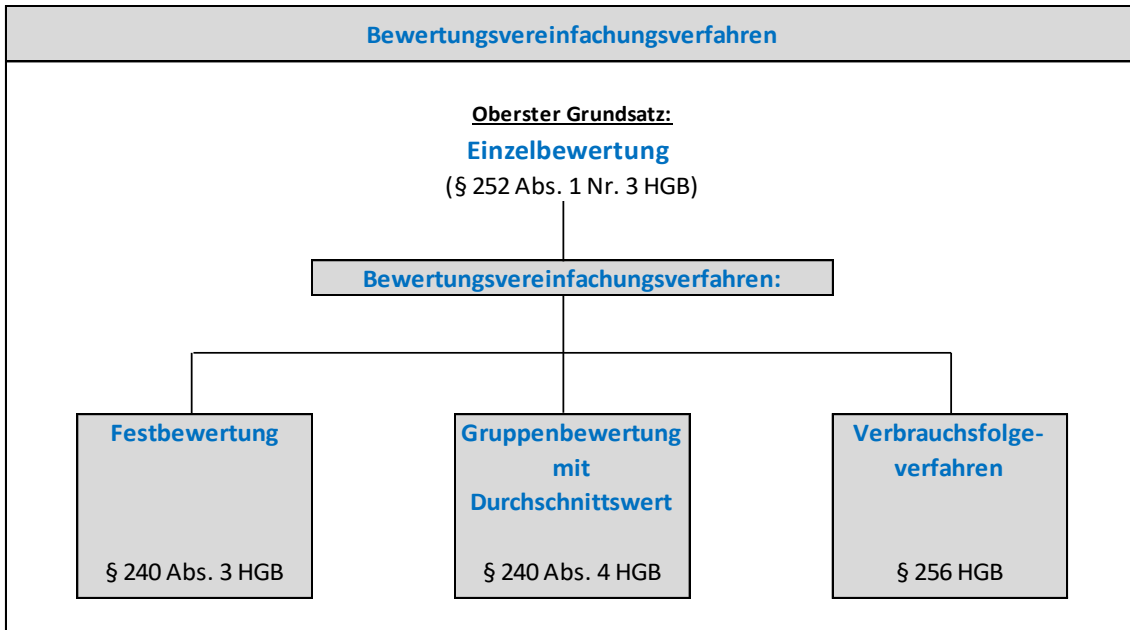 Bewertungsvereinfachungsverfahren
Oberster Grundsatz:
Einzelbewertung
(§ 252 Abs. 1 Nr. 3 HGB)
Bewertungsvereinfachungsverfahren:
Festbewertung
§ 240 Abs. 3 HGB
Gruppenbewertung
mit
Durchschnittswert
§ 240 Abs. 4 HGB
Verbrauchsfolge-
verfahren
§ 256 HGB